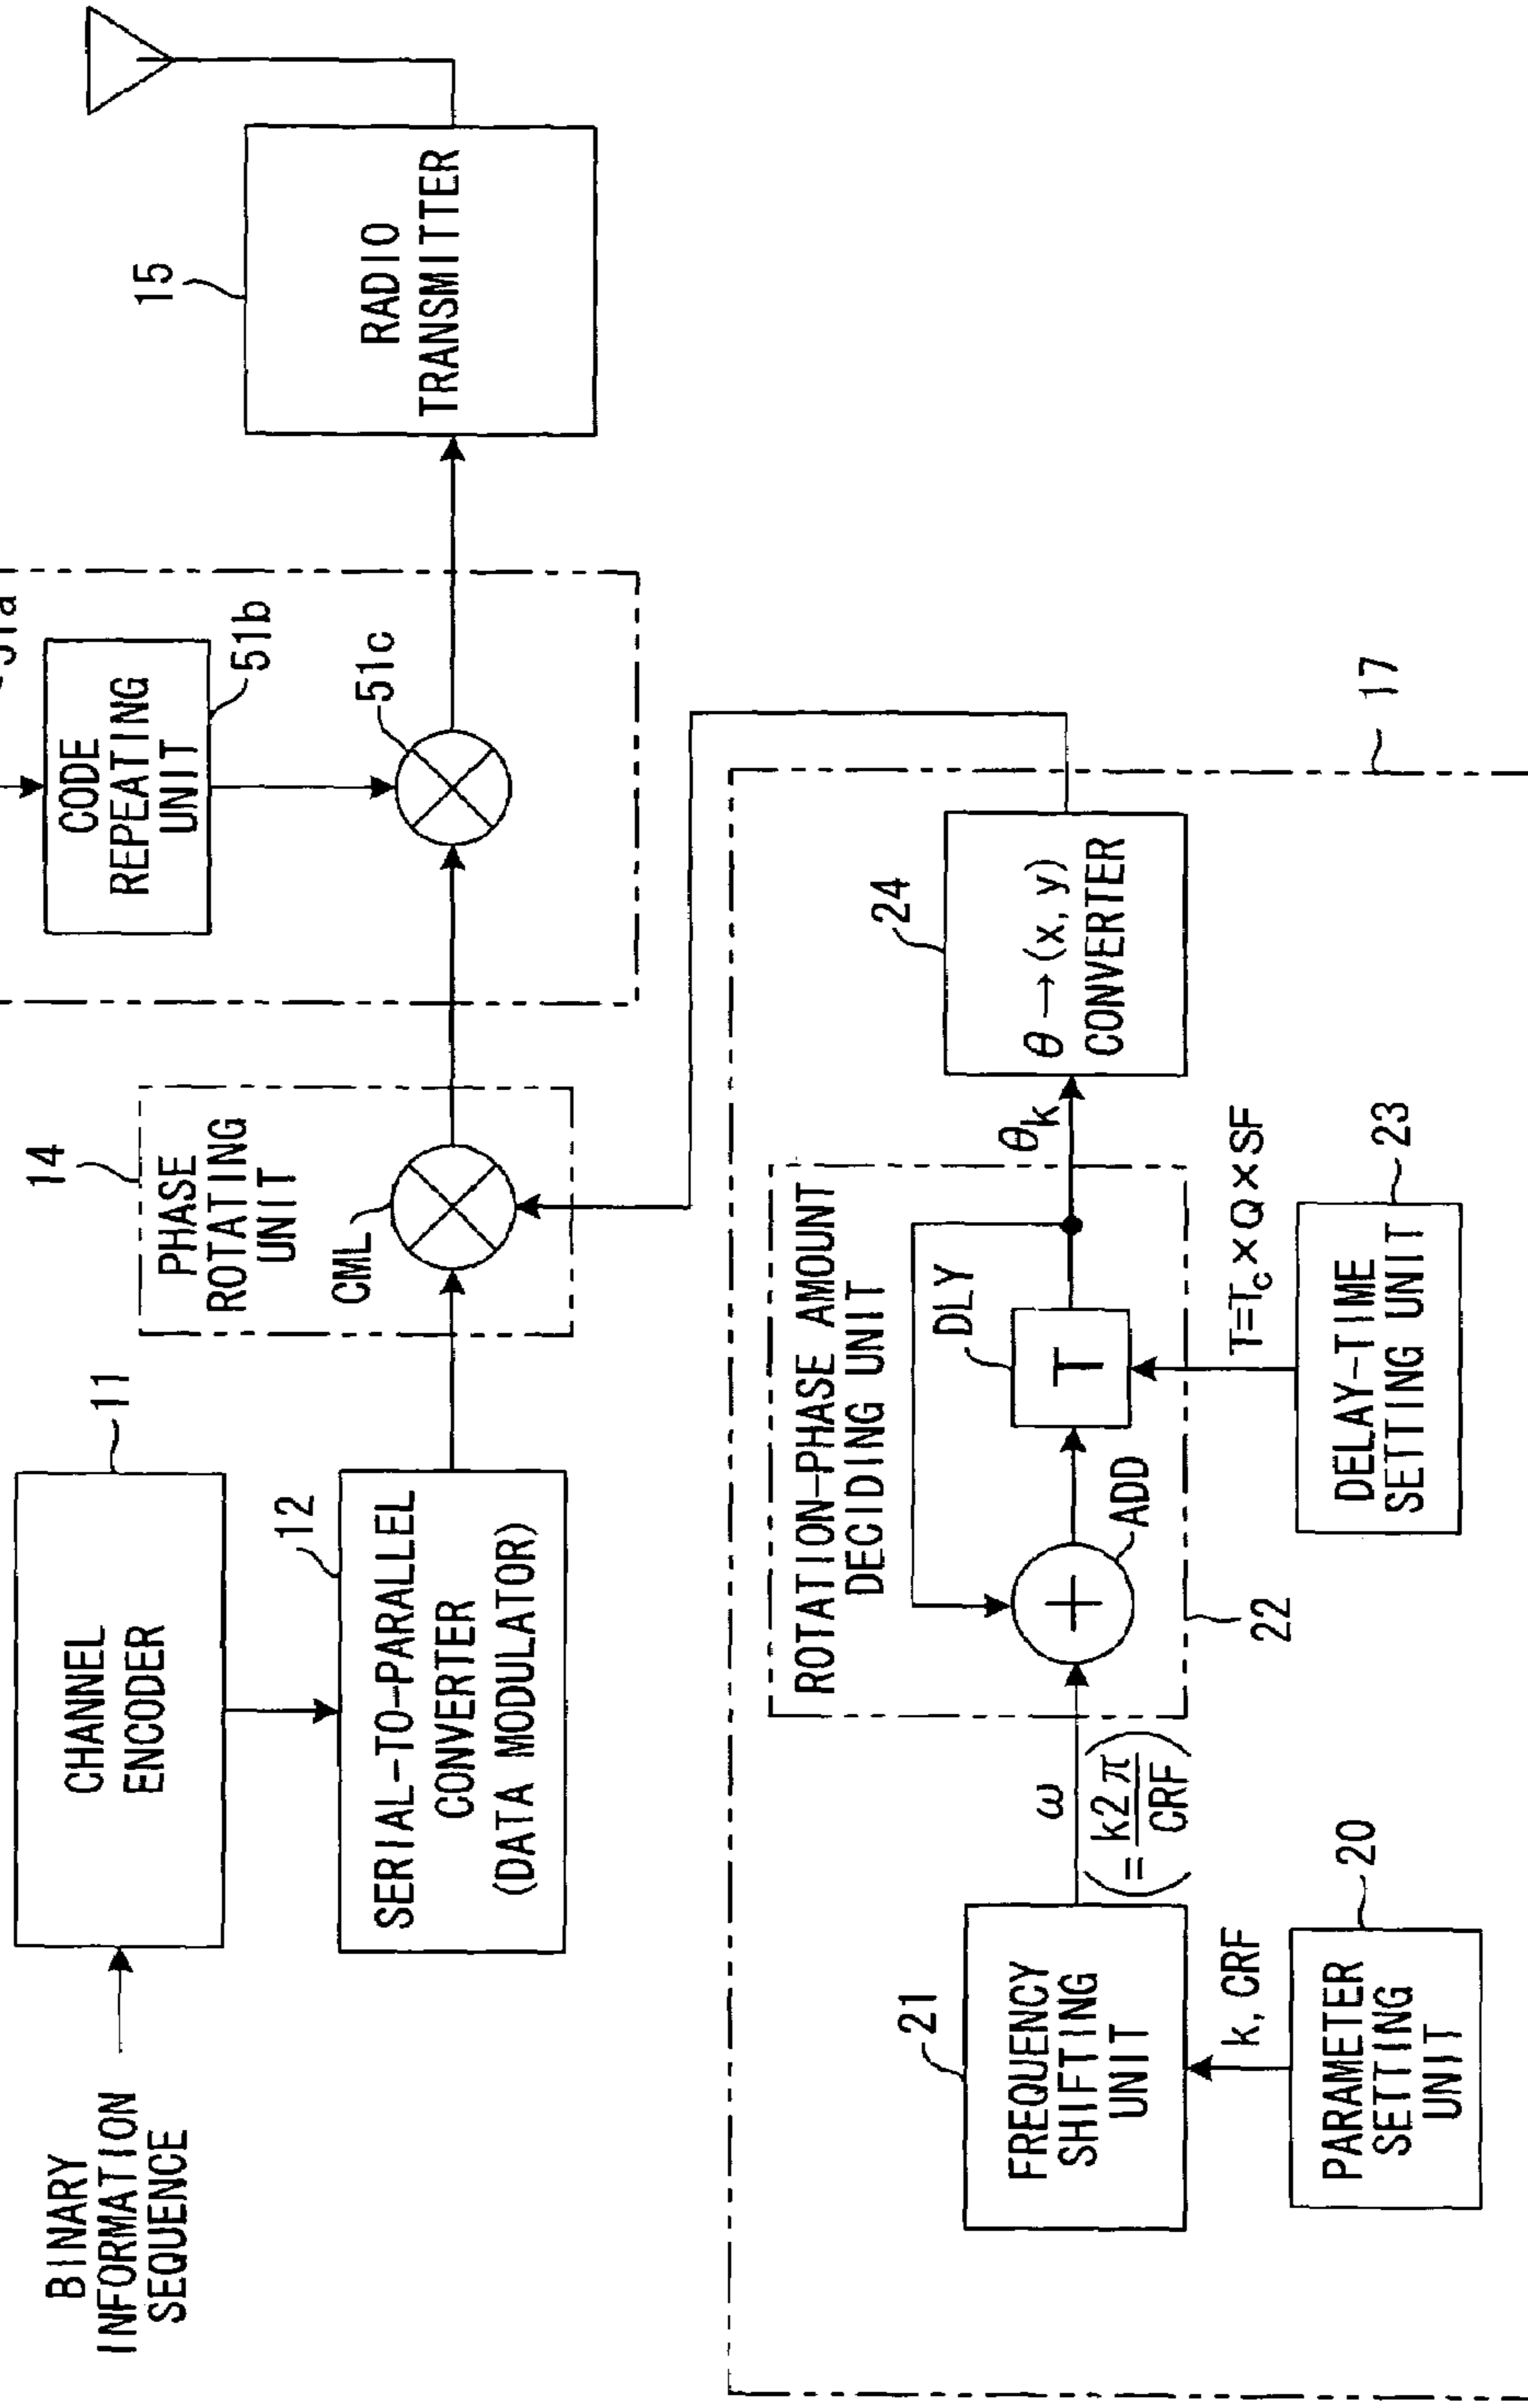 BINARY
INFORMATION
SEQUENCE
CHANNEL
ENCODER
11
12
SERIAL-TO-PARALLEL
CONVERTER
(DATA MODULATOR)
14
PHASE
ROTATING
UNIT
CML
CODE
REPEATING
UNIT
51b
51c
15
RADIO
TRANSMITTER
17
21
FREQUENCY
SHIFTING
UNIT
k, CRF
20
PARAMETER
SETTING
UNIT
ω
(= k2π/CRF)
ROTATION-PHASE AMOUNT
DECIDING UNIT
DLY
T
ADD
22
T=Tc×Q×SF
23
DELAY-TIME
SETTING UNIT
θk
24
θ→(x, y)
CONVERTER